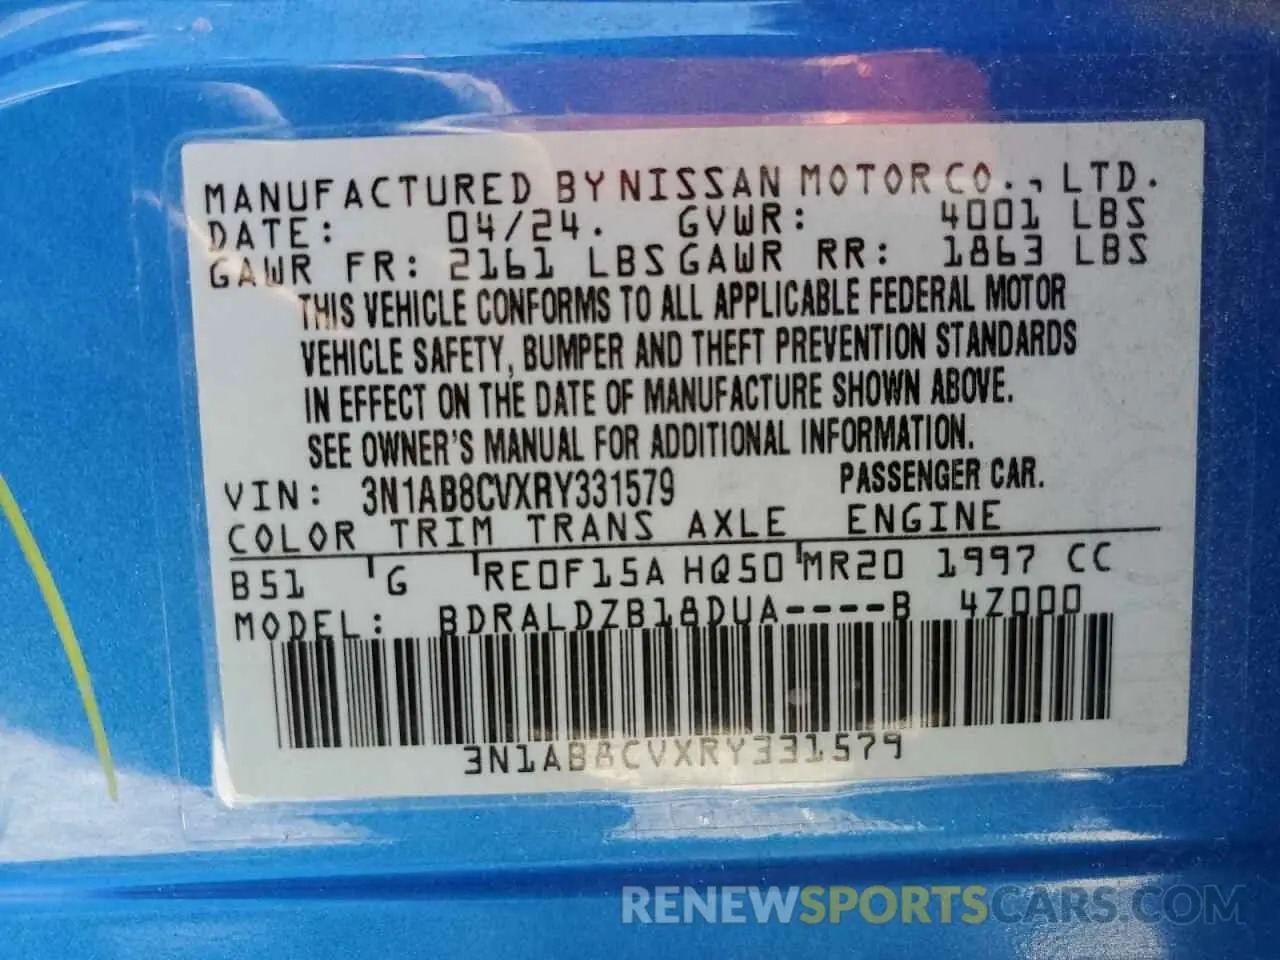 MANUFACTURED BY NISSAN MOTOR CO., LTD.
DATE: 04/24. GVWR: 4001 LBS
GAWR FR: 2161 LBS GAWR RR: 1863 LBS
THIS VEHICLE CONFORMS TO ALL APPLICABLE FEDERAL MOTOR
VEHICLE SAFETY, BUMPER AND THEFT PREVENTION STANDARDS
IN EFFECT ON THE DATE OF MANUFACTURE SHOWN ABOVE.
SEE OWNER'S MANUAL FOR ADDITIONAL INFORMATION.
VIN: 3N1AB8CVXRY331579 PASSENGER CAR.
COLOR TRIM TRANS AXLE ENGINE
B51 G RE0F15A HQ50 MR20 1997 CC
MODEL: BDRALDZB18DUA----B 4Z000
3N1AB8CVXRY331579
RENEWSPORTSCARS.COM